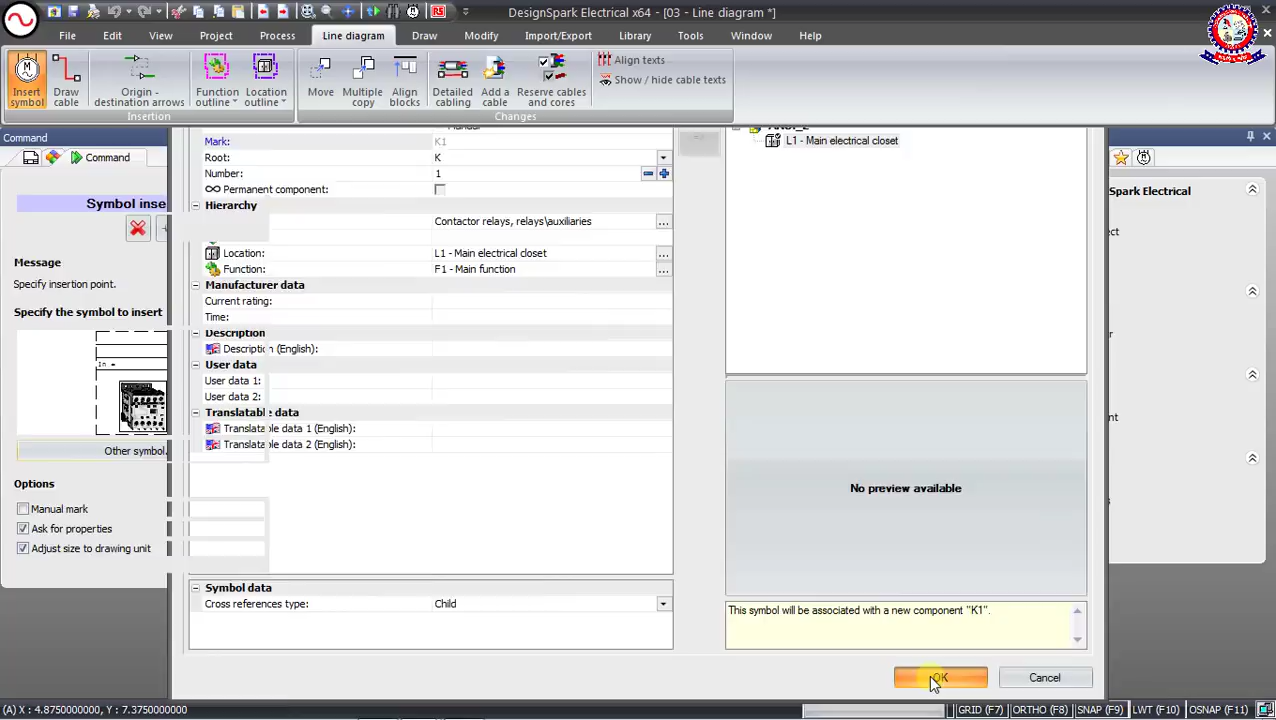 RS
DesignSpark Electrical x64 - [03 - Line diagram *]
File Edit View Project Process Line diagram Draw Modify Import/Export Library Tools Window Help
Insert symbol
Draw cable
Origin - destination arrows
Function outline
Location outline
Move
Multiple copy
Align blocks
Detailed cabling
Add a cable
Reserve cables and cores
Align texts
Show / hide cable texts
Insertion
Changes
Command
Command
Symbol inse
Message
Specify insertion point.
Specify the symbol to insert
In
Other symbol.
Options
Manual mark
Ask for properties
Adjust size to drawing unit
Mark: K1
Root: K
Number: 1
Permanent component:
Hierarchy
Contactor relays, relays\auxiliaries ...
Location: L1 - Main electrical closet ...
Function: F1 - Main function ...
Manufacturer data
Current rating:
Time:
Description
Description (English):
User data
User data 1:
User data 2:
Translatable data
Translatable data 1 (English):
Translatable data 2 (English):
Symbol data
Cross references type: Child
L1 - Main electrical closet
No preview available
This symbol will be associated with a new component "K1".
OK
Cancel
Spark Electrical
(A) X : 4.8750000000, Y : 7.3750000000
GRID (F7) ORTHO (F8) SNAP (F9) LWT (F10) OSNAP (F11)